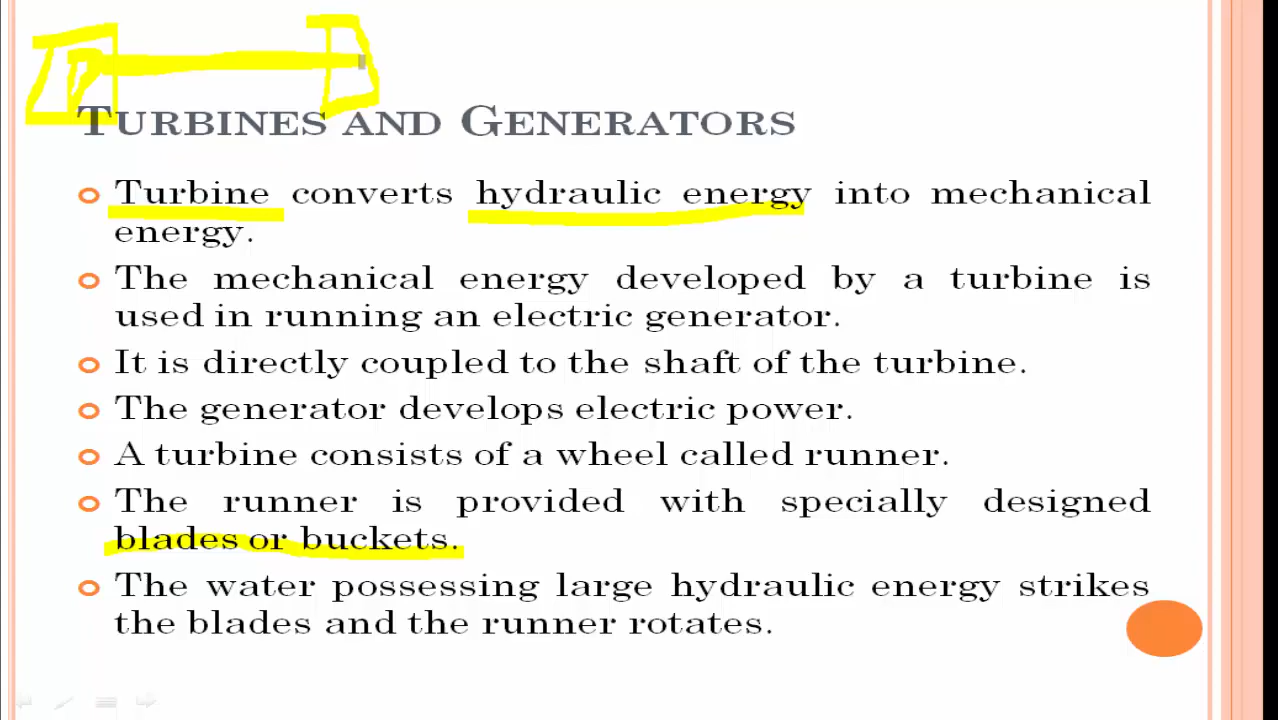 TURBINES AND GENERATORS
Turbine converts hydraulic energy into mechanical
energy.
The mechanical energy developed by a turbine is
used in running an electric generator.
It is directly coupled to the shaft of the turbine.
The generator develops electric power.
A turbine consists of a wheel called runner.
The runner is provided with specially designed
blades or buckets.
The water possessing large hydraulic energy strikes
the blades and the runner rotates.